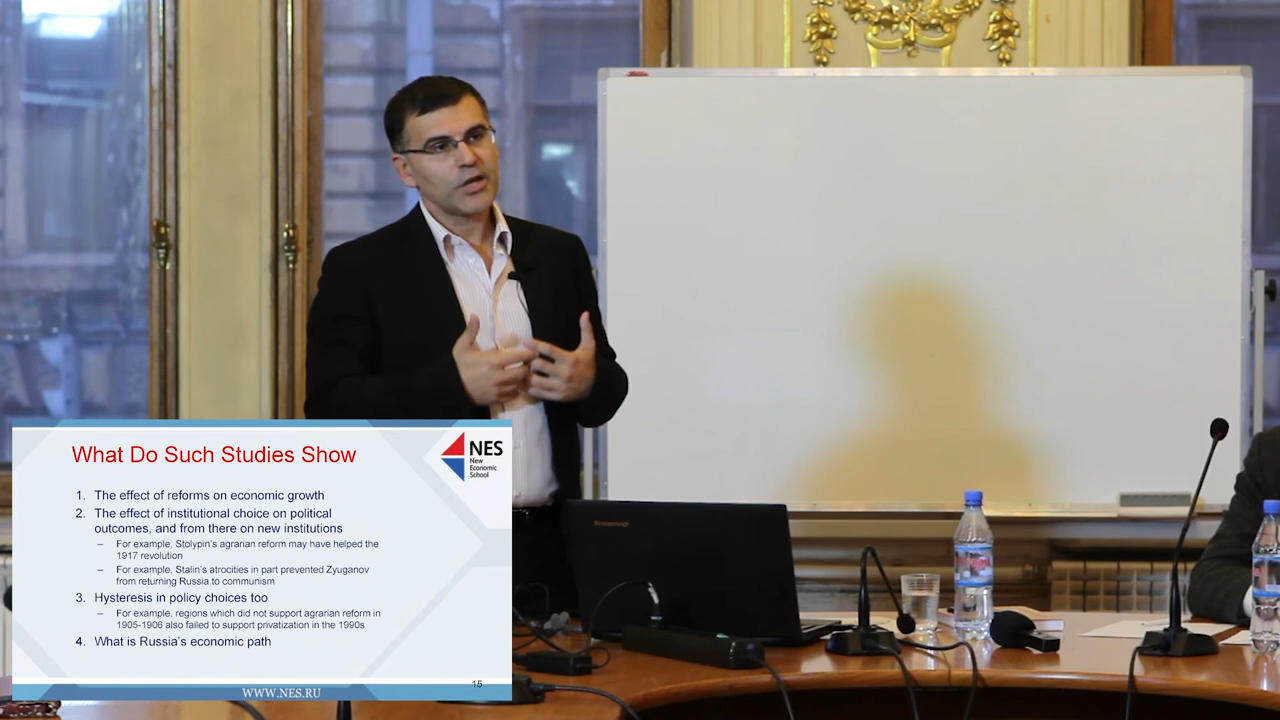 What Do Such Studies Show
NES
New
Economic
School
1. The effect of reforms on economic growth
2. The effect of institutional choice on political
outcomes, and from there on new institutions
– For example, Stolypin's agrarian reform may have helped the
1917 revolution
– For example, Stalin's atrocities in part prevented Zyuganov
from returning Russia to communism
3. Hysteresis in policy choices too
– For example, regions which did not support agrarian reform in
1905-1906 also failed to support privatization in the 1990s
4. What is Russia's economic path
15
WWW.NES.RU